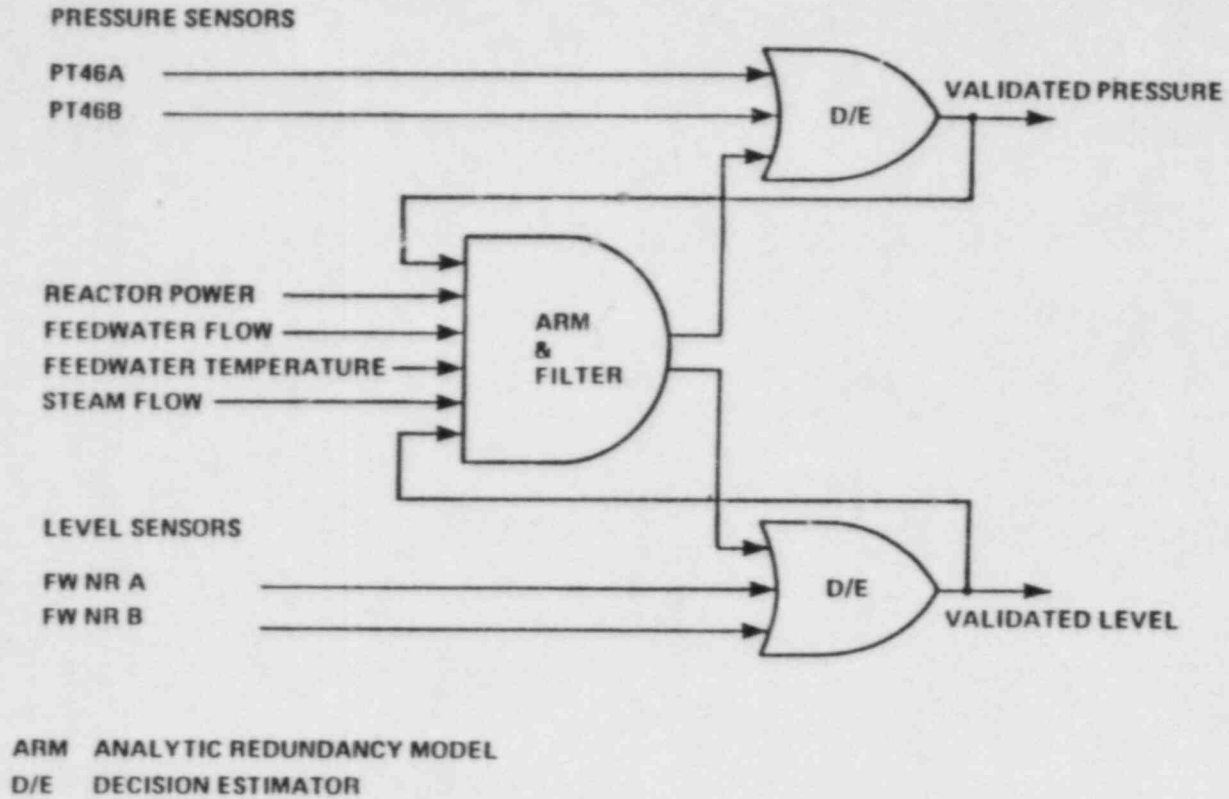 PRESSURE SENSORS
PT46A
PT46B
D/E
VALIDATED PRESSURE
REACTOR POWER
FEEDWATER FLOW
FEEDWATER TEMPERATURE
STEAM FLOW
ARM
&
FILTER
LEVEL SENSORS
FW NR A
FW NR B
D/E
VALIDATED LEVEL
ARM ANALYTIC REDUNDANCY MODEL
D/E DECISION ESTIMATOR